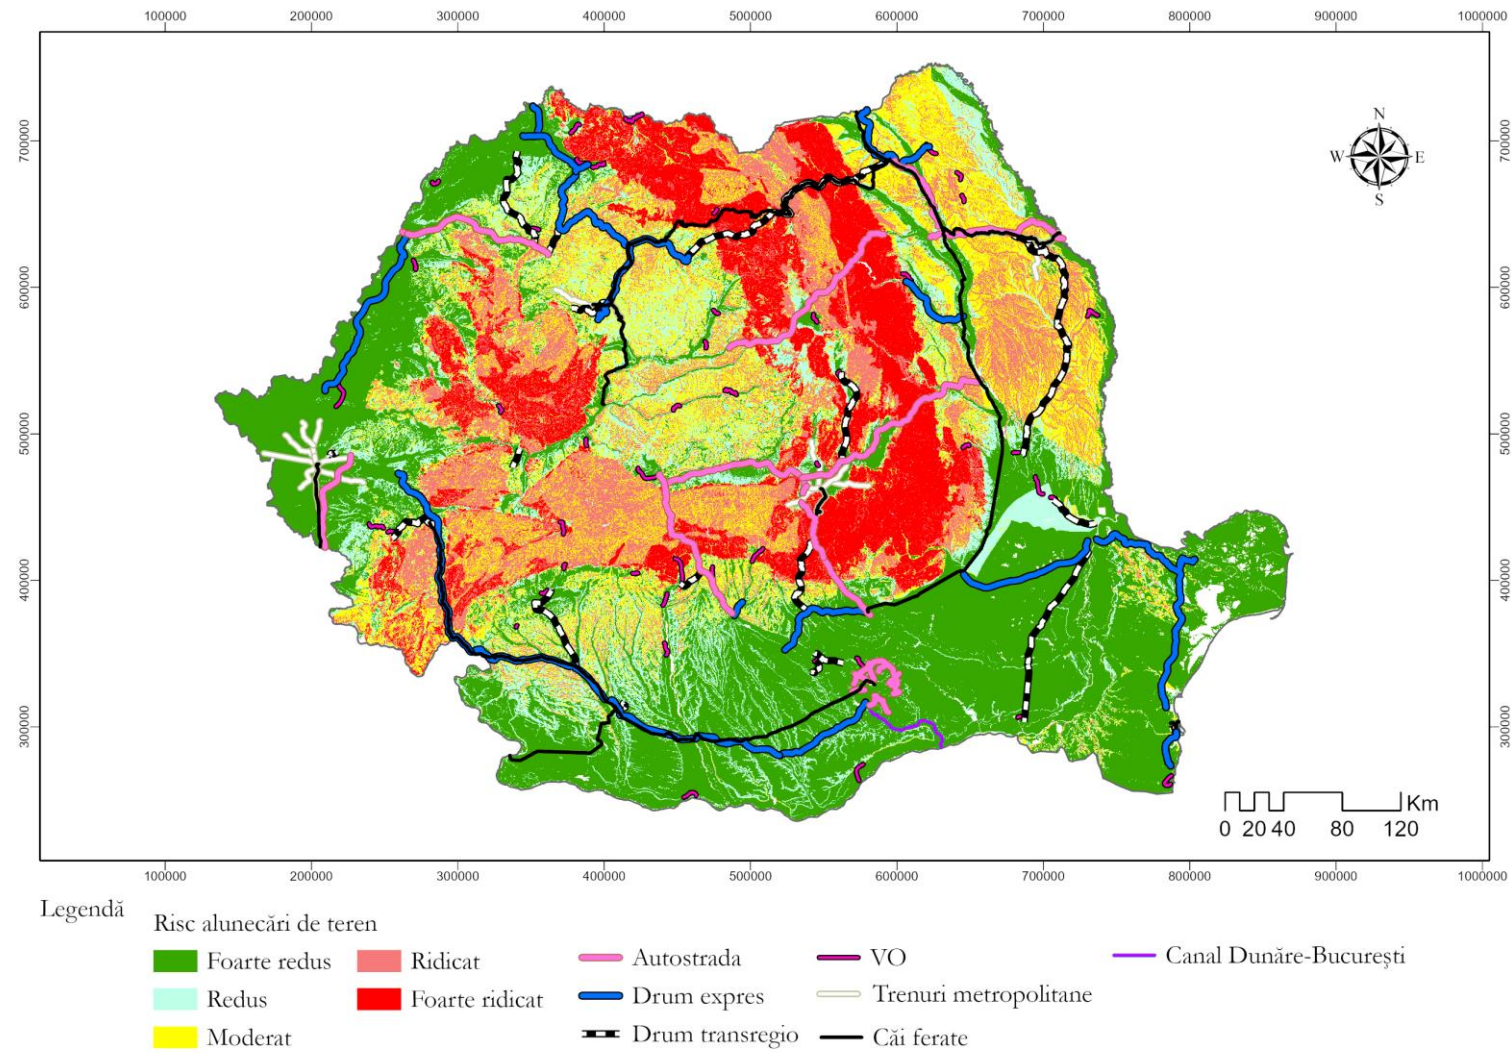 100000 200000 300000 400000 500000 600000 700000 800000 900000 1000000
700000 700000
600000 600000
500000 500000
400000 400000
300000 300000
N
W E
S
Km
0 20 40 80 120
100000 200000 300000 400000 500000 600000 700000 800000 900000 1000000
Legendă
Risc alunecări de teren
Foarte redus Ridicat Autostrada VO Canal Dunăre-București
Redus Foarte ridicat Drum expres Trenuri metropolitane
Moderat Drum transregio Căi ferate